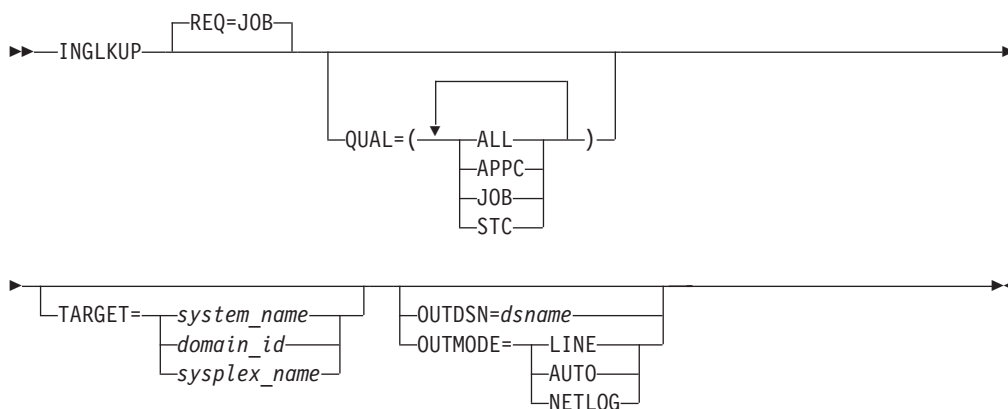 REQ=JOB
INGLKUP
QUAL=( ALL )
APPC
JOB
STC
TARGET= system_name
domain_id
sysplex_name
OUTDSN=dsname
OUTMODE= LINE
AUTO
NETLOG